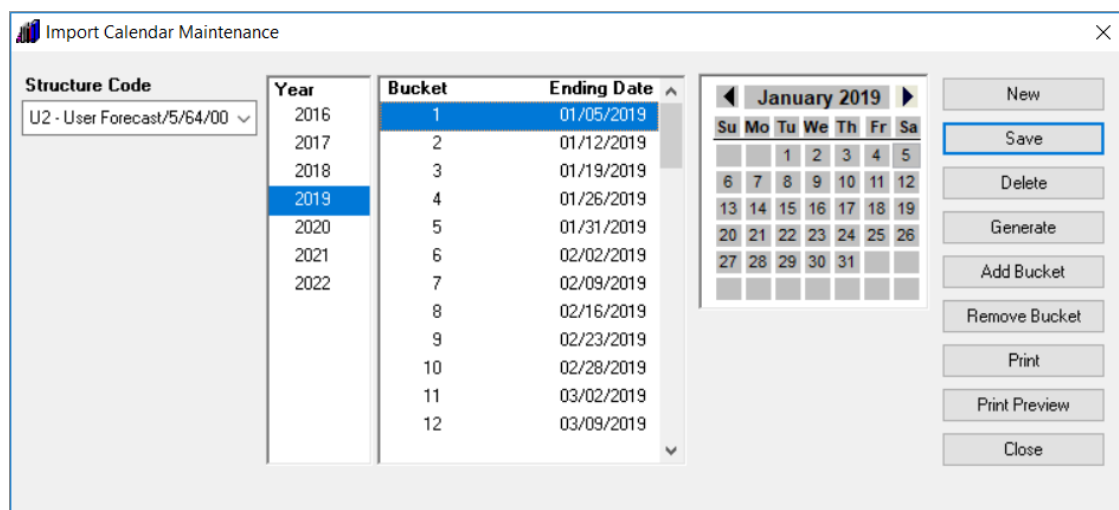 Import Calendar Maintenance
Structure Code
U2 - User Forecast/5/64/00
Year
2016
2017
2018
2019
2020
2021
2022
Bucket Ending Date
1 01/05/2019
2 01/12/2019
3 01/19/2019
4 01/26/2019
5 01/31/2019
6 02/02/2019
7 02/09/2019
8 02/16/2019
9 02/23/2019
10 02/28/2019
11 03/02/2019
12 03/09/2019
January 2019
Su Mo Tu We Th Fr Sa
1 2 3 4 5
6 7 8 9 10 11 12
13 14 15 16 17 18 19
20 21 22 23 24 25 26
27 28 29 30 31
New
Save
Delete
Generate
Add Bucket
Remove Bucket
Print
Print Preview
Close